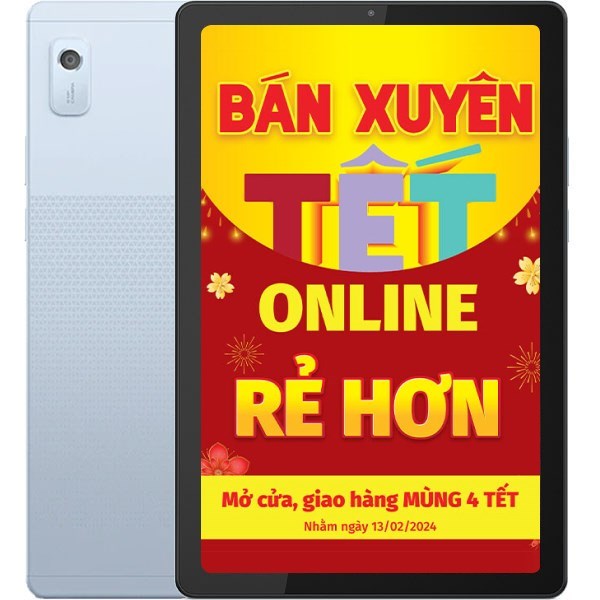 BÁN XUYÊN
TẾT
ONLINE
RẺ HƠN
Mở cửa, giao hàng MÙNG 4 TẾT
Nhằm ngày 13/02/2024